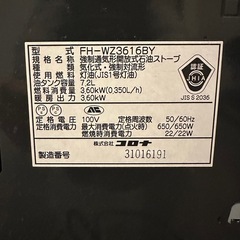 型式 FH-WZ3616BY
種類 強制通気形開放式石油ストーブ
気化式・強制対流形
使用燃料 灯油(JIS1号灯油)
油タンク容量 7.2L
燃料消費量 3.60kW(0.350L/h)
暖房出力 3.60kW
定格電圧 100V 定格周波数 50/60Hz
定格消費電力 最大(点火時) 650/650W
燃焼時消費電力 22/22W
株式会社 コロナ
製造番号 31016191
認証
JHIA
JIS S 2036